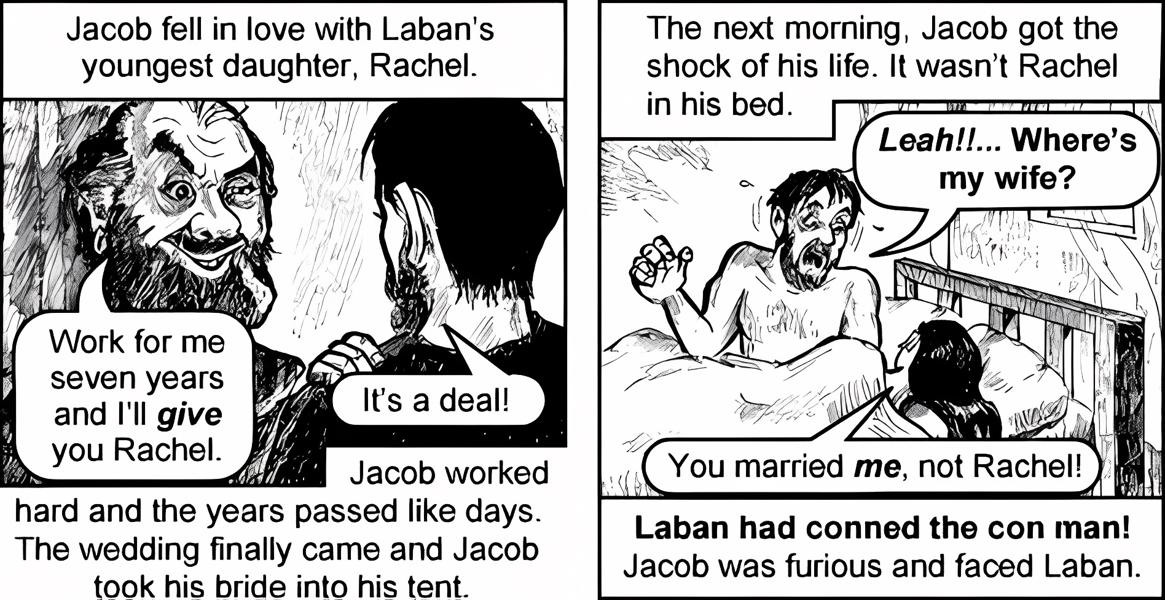 Jacob fell in love with Laban's
youngest daughter, Rachel.
Work for me
seven years
and I'll give
you Rachel.
It's a deal!
Jacob worked
hard and the years passed like days.
The wedding finally came and Jacob
took his bride into his tent.
The next morning, Jacob got the
shock of his life. It wasn't Rachel
in his bed.
Leah!!... Where's
my wife?
You married me, not Rachel!
Laban had conned the con man!
Jacob was furious and faced Laban.